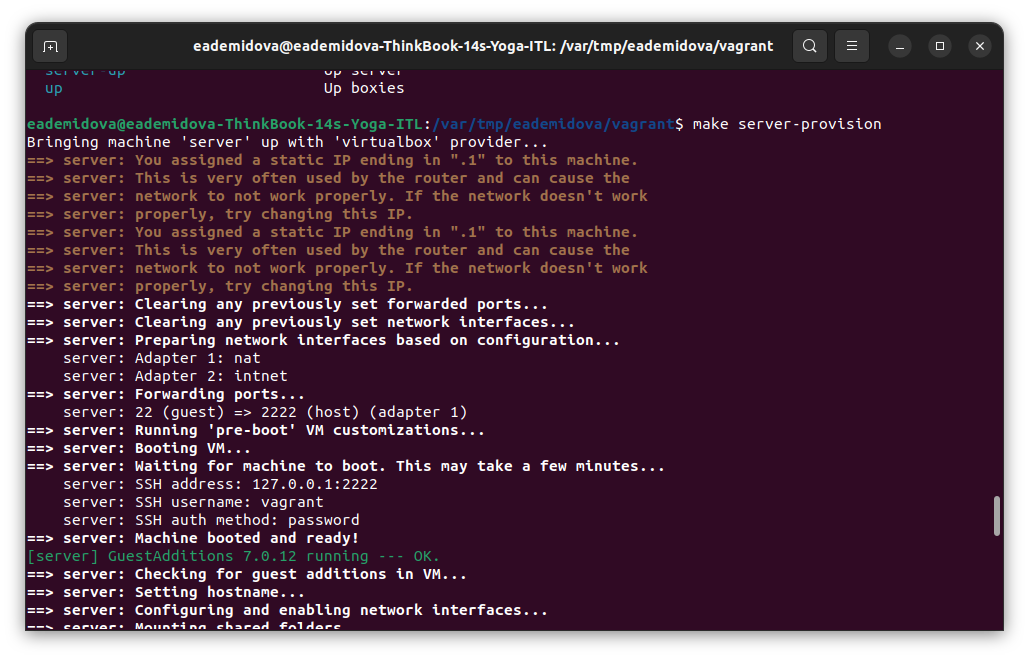 eademidova@eademidova-ThinkBook-14s-Yoga-ITL: /var/tmp/eademidova/vagrant
server-up                      Up server
  up                             Up boxies

eademidova@eademidova-ThinkBook-14s-Yoga-ITL:/var/tmp/eademidova/vagrant$ make server-provision
Bringing machine 'server' up with 'virtualbox' provider...
==> server: You assigned a static IP ending in ".1" to this machine.
==> server: This is very often used by the router and can cause the
==> server: network to not work properly. If the network doesn't work
==> server: properly, try changing this IP.
==> server: You assigned a static IP ending in ".1" to this machine.
==> server: This is very often used by the router and can cause the
==> server: network to not work properly. If the network doesn't work
==> server: properly, try changing this IP.
==> server: Clearing any previously set forwarded ports...
==> server: Clearing any previously set network interfaces...
==> server: Preparing network interfaces based on configuration...
    server: Adapter 1: nat
    server: Adapter 2: intnet
==> server: Forwarding ports...
    server: 22 (guest) => 2222 (host) (adapter 1)
==> server: Running 'pre-boot' VM customizations...
==> server: Booting VM...
==> server: Waiting for machine to boot. This may take a few minutes...
    server: SSH address: 127.0.0.1:2222
    server: SSH username: vagrant
    server: SSH auth method: password
==> server: Machine booted and ready!
[server] GuestAdditions 7.0.12 running --- OK.
==> server: Checking for guest additions in VM...
==> server: Setting hostname...
==> server: Configuring and enabling network interfaces...
==> server: Mounting shared folders